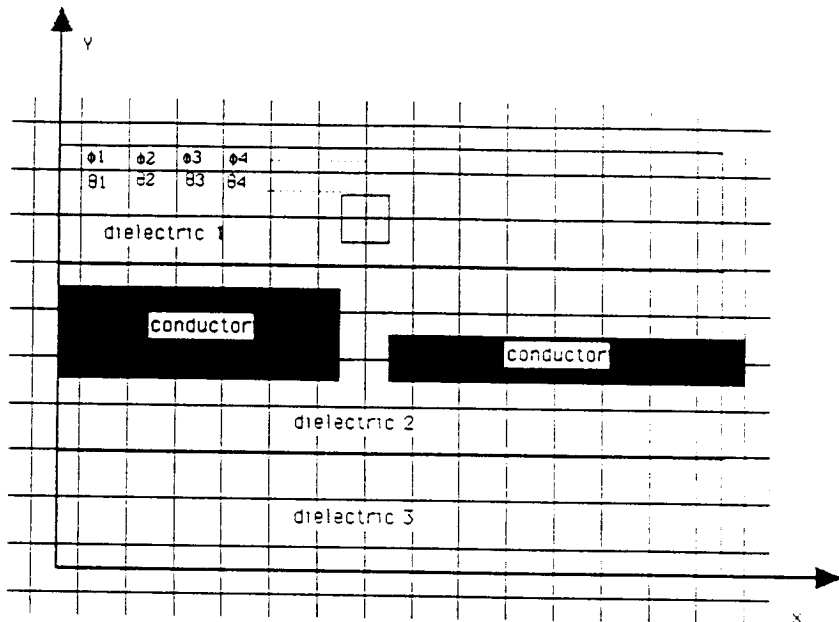 Y
ϕ1 ϕ2 ϕ3 ϕ4
θ1 θ2 θ3 θ4
dielectric 1
conductor
conductor
dielectric 2
dielectric 3
X